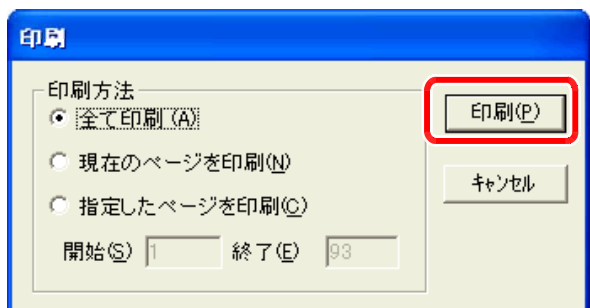 印刷
印刷方法
全て印刷(A)
現在のページを印刷(N)
指定したページを印刷(C)
開始(S) 1 終了(E) 93
印刷(P)
キャンセル